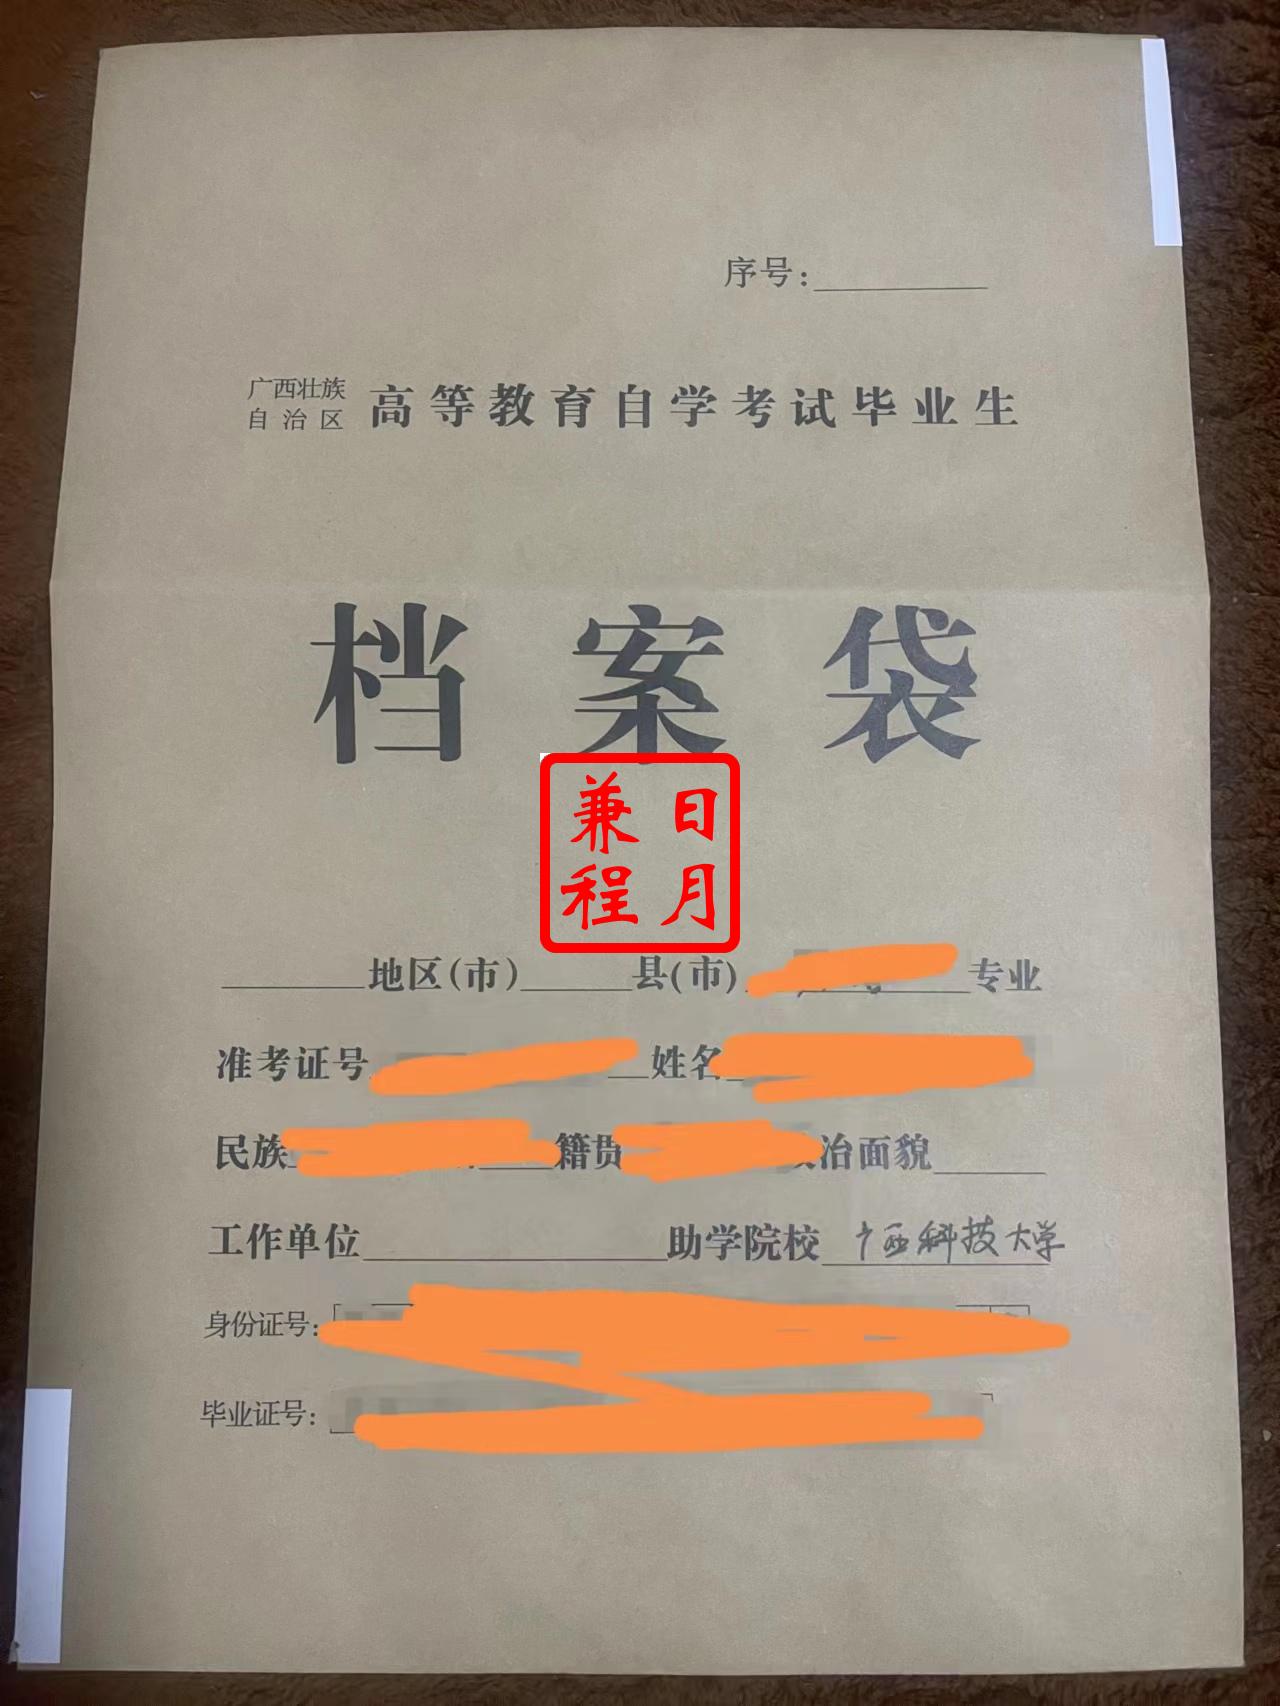 序号：
广西壮族
自治区
高等教育自学考试毕业生
档案袋
日月
兼程
地区(市) 县(市) 专业
准考证号 姓名
民族 籍贯 治面貌
工作单位 助学院校 广西科技大学
身份证号：
毕业证号：